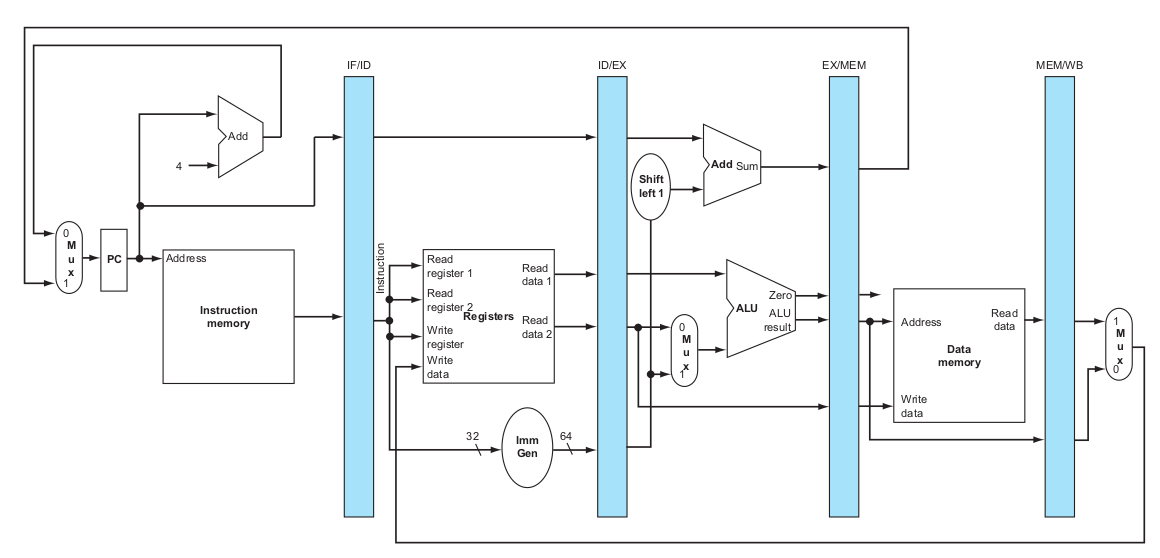 IF/ID
ID/EX
EX/MEM
MEM/WB
Add
4
Add Sum
Shift
left 1
0
M
u
x
1
PC
Address
Instruction
memory
Instruction
Read
register 1
Read
register 2
Write
register
Write
data
Registers
Read
data 1
Read
data 2
0
M
u
x
1
Zero
ALU
ALU
result
Address
Read
data
Data
memory
Write
data
1
M
u
x
0
32
Imm
Gen
64